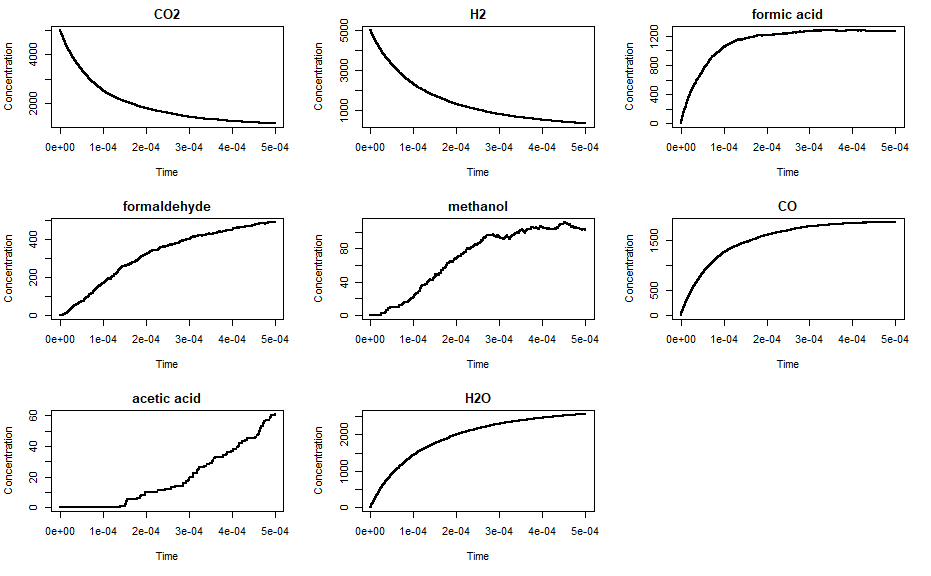 CO2
H2
formic acid
Concentration
2000
4000
0e+00 1e-04 2e-04 3e-04 4e-04 5e-04
Time
Concentration
1000
3000
5000
0e+00 1e-04 2e-04 3e-04 4e-04 5e-04
Time
Concentration
0
400
800
1200
0e+00 1e-04 2e-04 3e-04 4e-04 5e-04
Time
formaldehyde
methanol
CO
Concentration
0
200
400
0e+00 1e-04 2e-04 3e-04 4e-04 5e-04
Time
Concentration
0
40
80
0e+00 1e-04 2e-04 3e-04 4e-04 5e-04
Time
Concentration
0
500
1500
0e+00 1e-04 2e-04 3e-04 4e-04 5e-04
Time
acetic acid
H2O
Concentration
0
20
40
60
0e+00 1e-04 2e-04 3e-04 4e-04 5e-04
Time
Concentration
0
1000
2000
0e+00 1e-04 2e-04 3e-04 4e-04 5e-04
Time